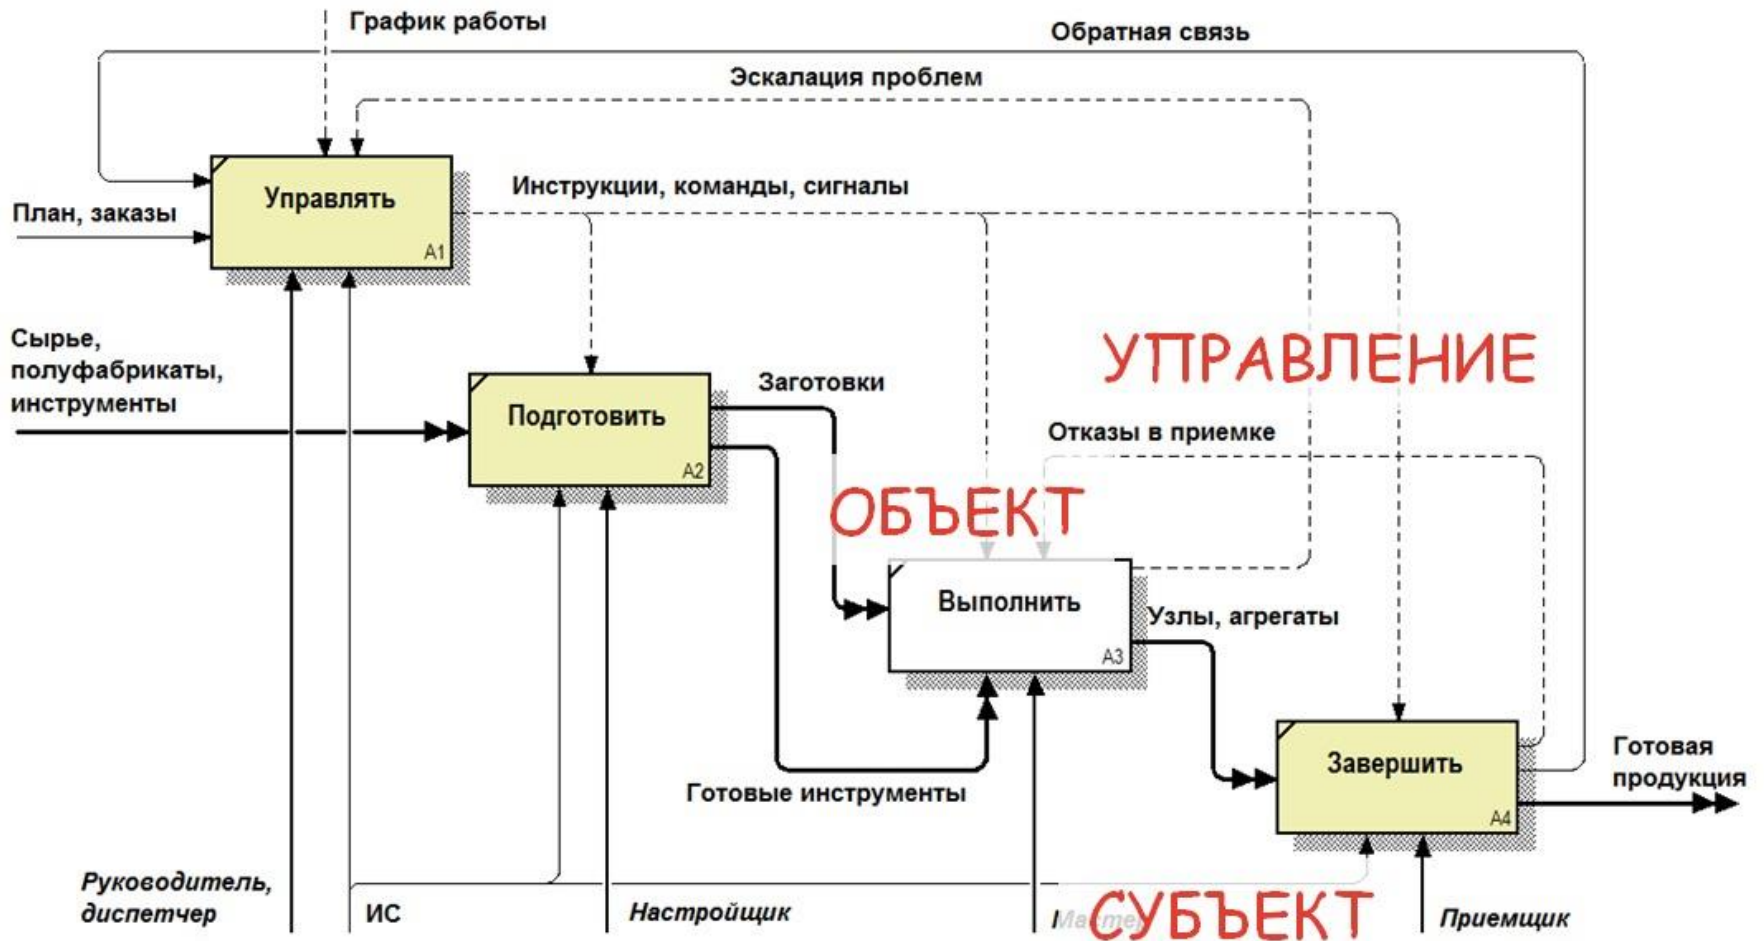 График работы
Обратная связь
Эскалация проблем
Управлять
A1
Инструкции, команды, сигналы
План, заказы
Сырье,
полуфабрикаты,
инструменты
УПРАВЛЕНИЕ
Подготовить
A2
Заготовки
Отказы в приемке
ОБЪЕКТ
Выполнить
A3
Узлы, агрегаты
Завершить
A4
Готовая
продукция
Готовые инструменты
Руководитель,
диспетчер
ИС
Настройщик
Мастер
СУБЪЕКТ
Приемщик